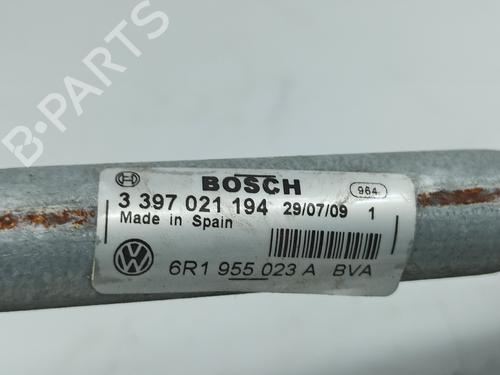 B-PARTS
BOSCH
964
3 397 021 194 29/07/09 1
Made in Spain
6R1 955 023 A BVA